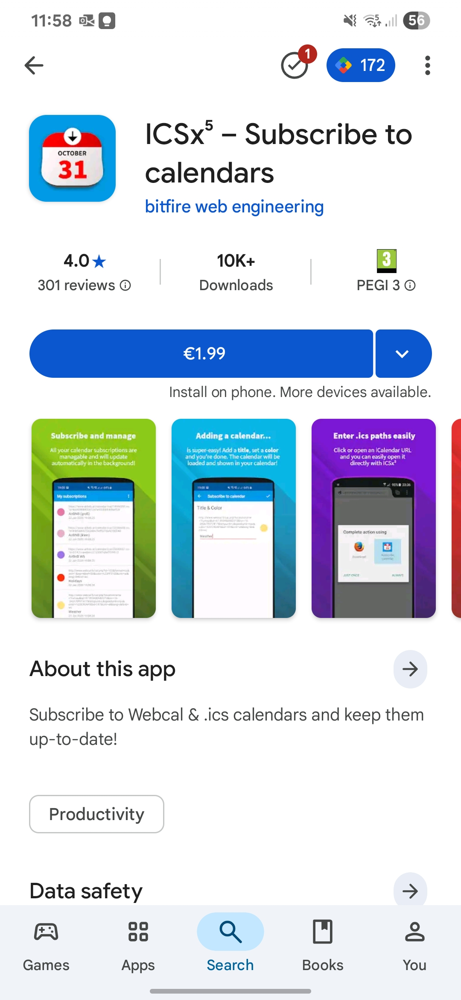 11:58
56
1
172
OCTOBER
31
ICSx⁵ – Subscribe to
calendars
bitfire web engineering
4.0★
301 reviews
10K+
Downloads
3
PEGI 3
€1.99
Install on phone. More devices available.
Subscribe and manage
All your calendar subscriptions are
managable and will update
automatically in the background!
My subscriptions
AirBNB (groß)
AirBNB (klein)
AirBnB W6
Holidays
Weather
Adding a calendar...
is super-easy! Add a title, set a color
and you're done. The calendar will be
loaded and shown in your calendar!
Subscribe to calendar
Title & Color
Weather
Enter .ics paths easily
Click or open an iCalendar URL
and you can easily open it
directly with ICSx⁵
95% 23:36
Complete action using
Download
JUST ONCE
ALWAYS
About this app
Subscribe to Webcal & .ics calendars and keep them
up-to-date!
Productivity
Data safety
Games
Apps
Search
Books
You